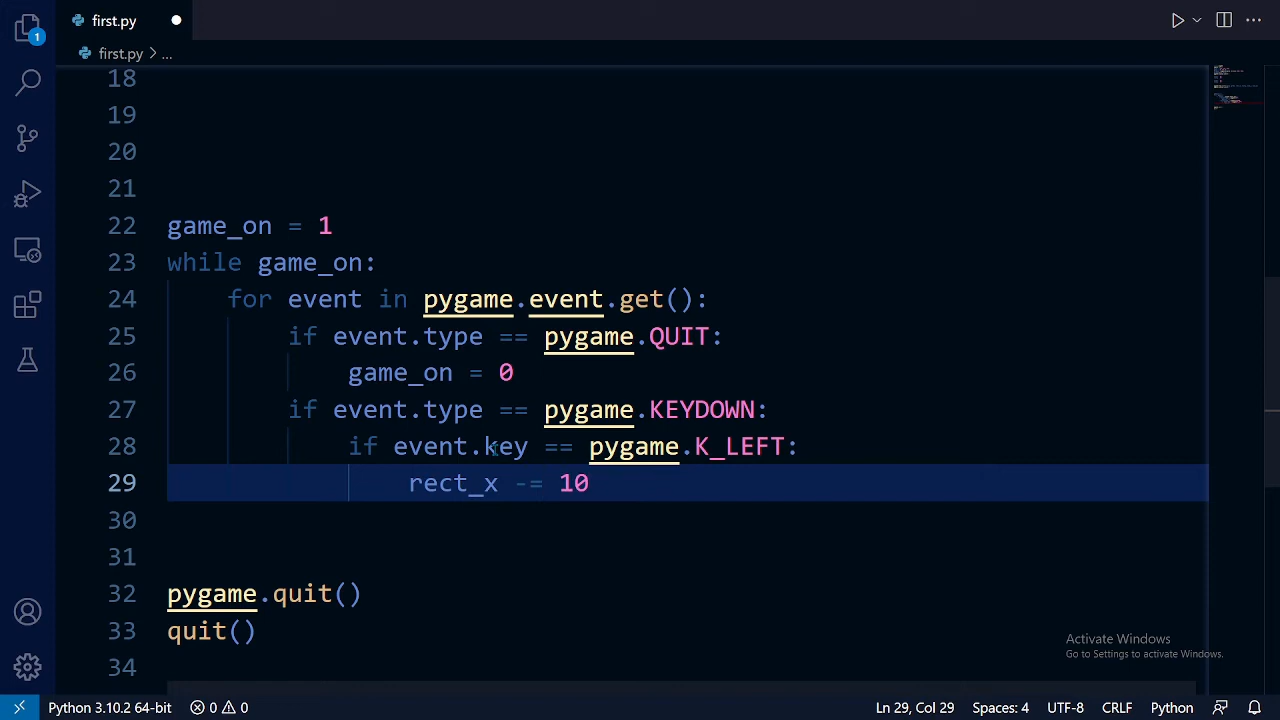 first.py
1
first.py > ...
18
19
20
21
22 game_on = 1
23 while game_on:
24 for event in pygame.event.get():
25 if event.type == pygame.QUIT:
26 game_on = 0
27 if event.type == pygame.KEYDOWN:
28 if event.key == pygame.K_LEFT:
29 rect_x -= 10
30
31
32 pygame.quit()
33 quit()
34
Activate Windows
Go to Settings to activate Windows.
Python 3.10.2 64-bit 0 0 Ln 29, Col 29 Spaces: 4 UTF-8 CRLF Python